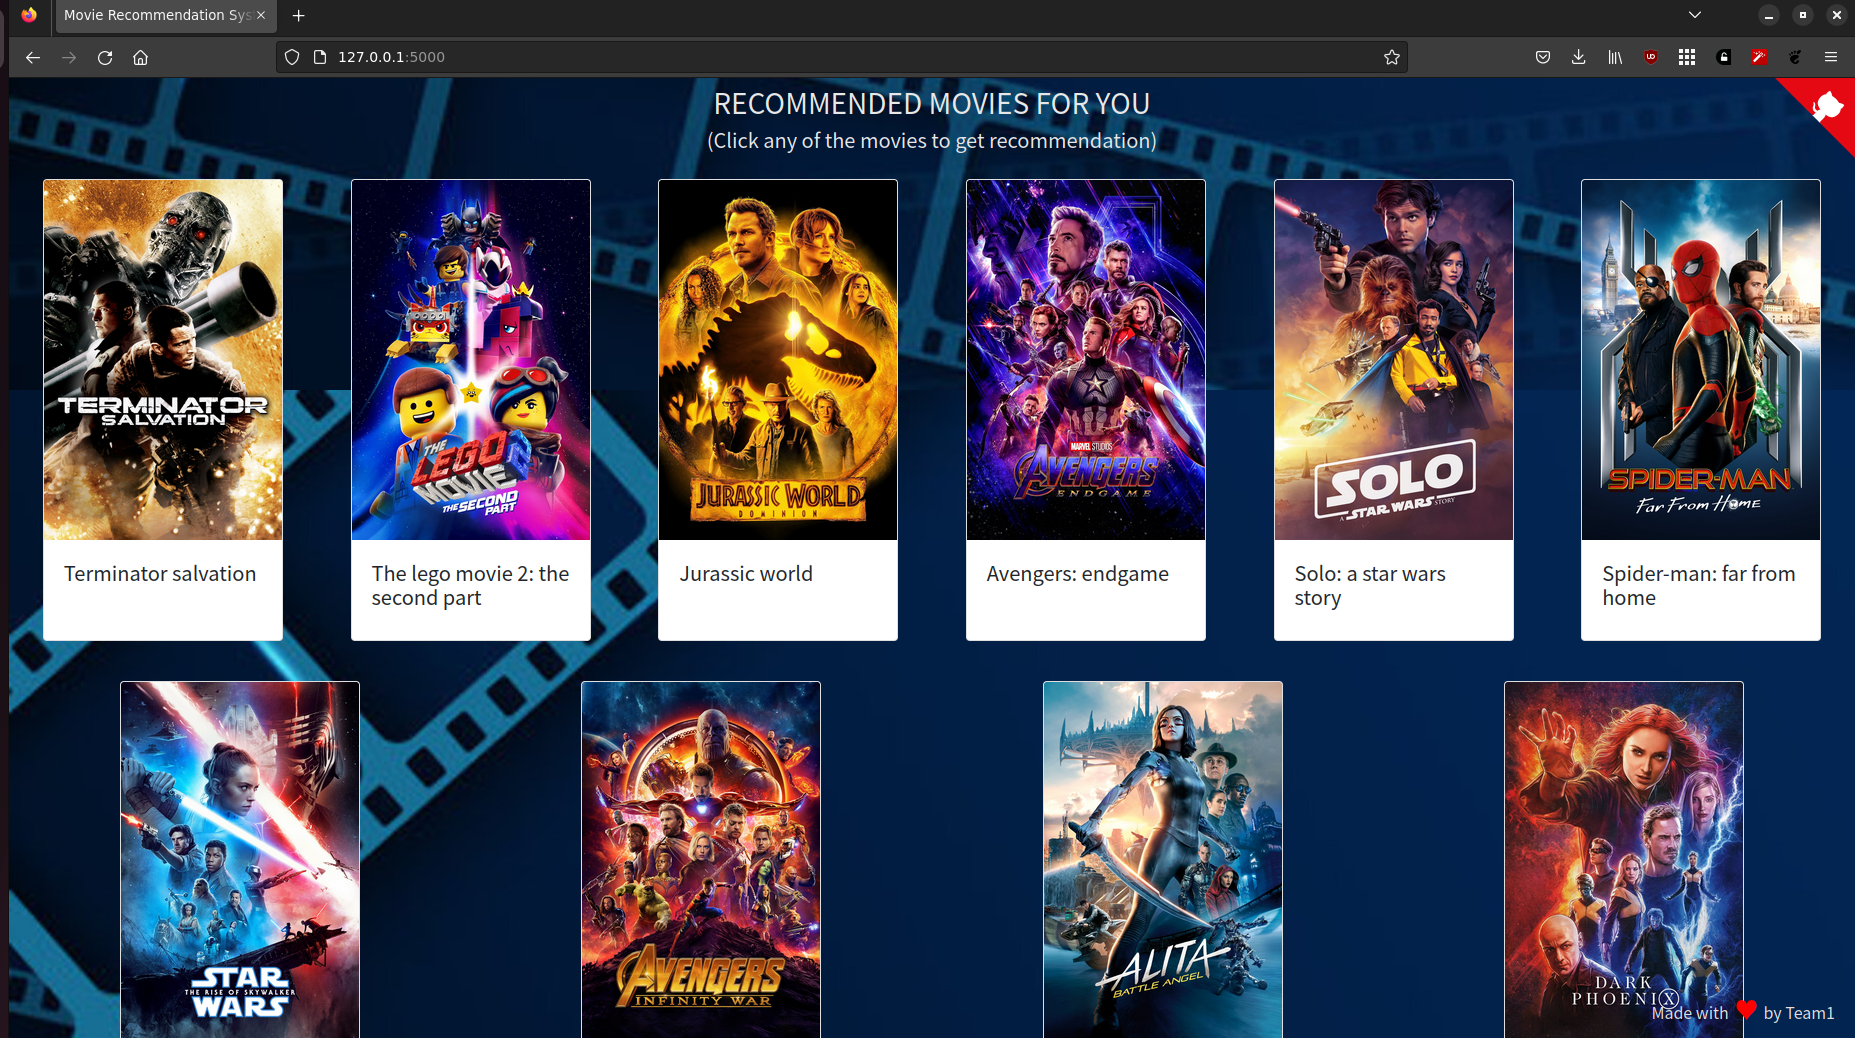 Movie Recommendation Sys
127.0.0.1:5000
RECOMMENDED MOVIES FOR YOU
(Click any of the movies to get recommendation)
TERMINATOR
SALVATION
THE
LEGO
MOVIE 2
THE SECOND
PART
JURASSIC WORLD
DOMINION
MARVEL STUDIOS
AVENGERS
ENDGAME
SOLO
A STAR WARS STORY
SPIDER-MAN
Far From Home
Terminator salvation
The lego movie 2: the
second part
Jurassic world
Avengers: endgame
Solo: a star wars
story
Spider-man: far from
home
STAR
THE RISE OF SKYWALKER
WARS
AVENGERS
INFINITY WAR
ALITA
BATTLE ANGEL
DARK
PHOENIX
Made with ❤ by Team1